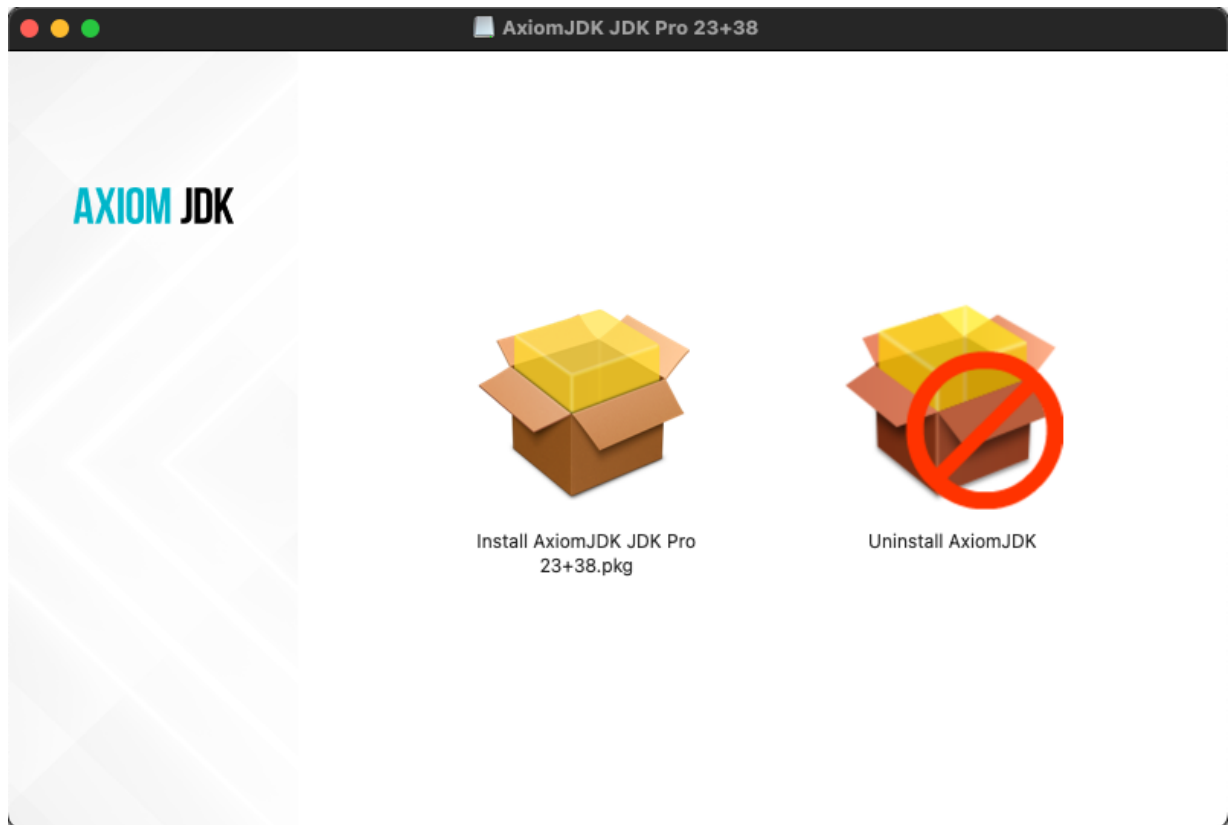 AxiomJDK JDK Pro 23+38
AXIOM JDK
Install AxiomJDK JDK Pro
23+38.pkg
Uninstall AxiomJDK